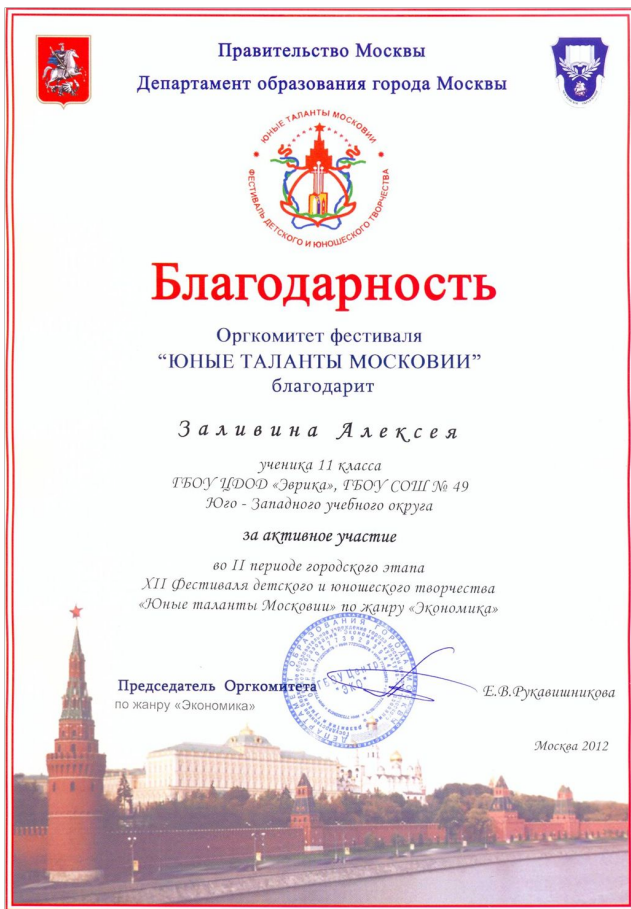 Правительство Москвы
Департамент образования города Москвы
ЮНЫЕ ТАЛАНТЫ МОСКОВИИ
ФЕСТИВАЛЬ ДЕТСКОГО И ЮНОШЕСКОГО ТВОРЧЕСТВА
Благодарность
Оргкомитет фестиваля
“ЮНЫЕ ТАЛАНТЫ МОСКОВИИ”
благодарит
Заливина Алексея
ученика 11 класса
ГБОУ ЦДОД «Эврика», ГБОУ СОШ № 49
Юго - Западного учебного округа
за активное участие
во II периоде городского этапа
XII Фестиваля детского и юношеского творчества
«Юные таланты Московии» по жанру «Экономика»
Председатель Оргкомитета
по жанру «Экономика»
Е.В.Рукавишникова
Москва 2012